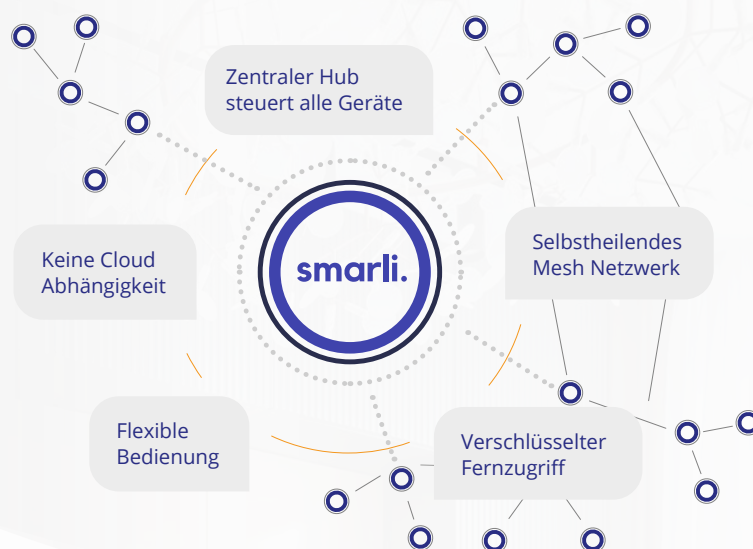 Zentraler Hub
steuert alle Geräte
Keine Cloud
Abhängigkeit
smarli.
Selbstheilendes
Mesh Netzwerk
Flexible
Bedienung
Verschlüsselter
Fernzugriff